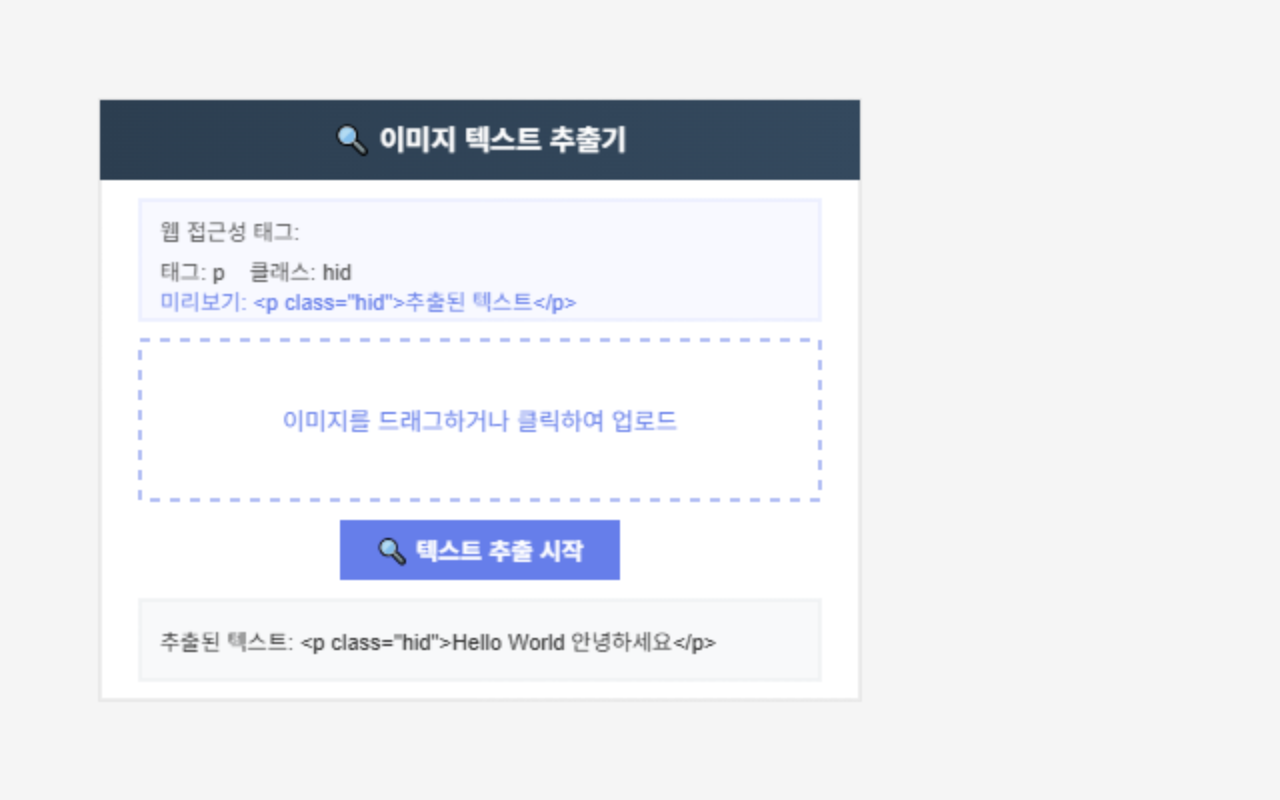 🔍 이미지 텍스트 추출기
웹 접근성 태그:
태그: p 클래스: hid
미리보기: <p class="hid">추출된 텍스트</p>
이미지를 드래그하거나 클릭하여 업로드
🔍 텍스트 추출 시작
추출된 텍스트: <p class="hid">Hello World 안녕하세요</p>